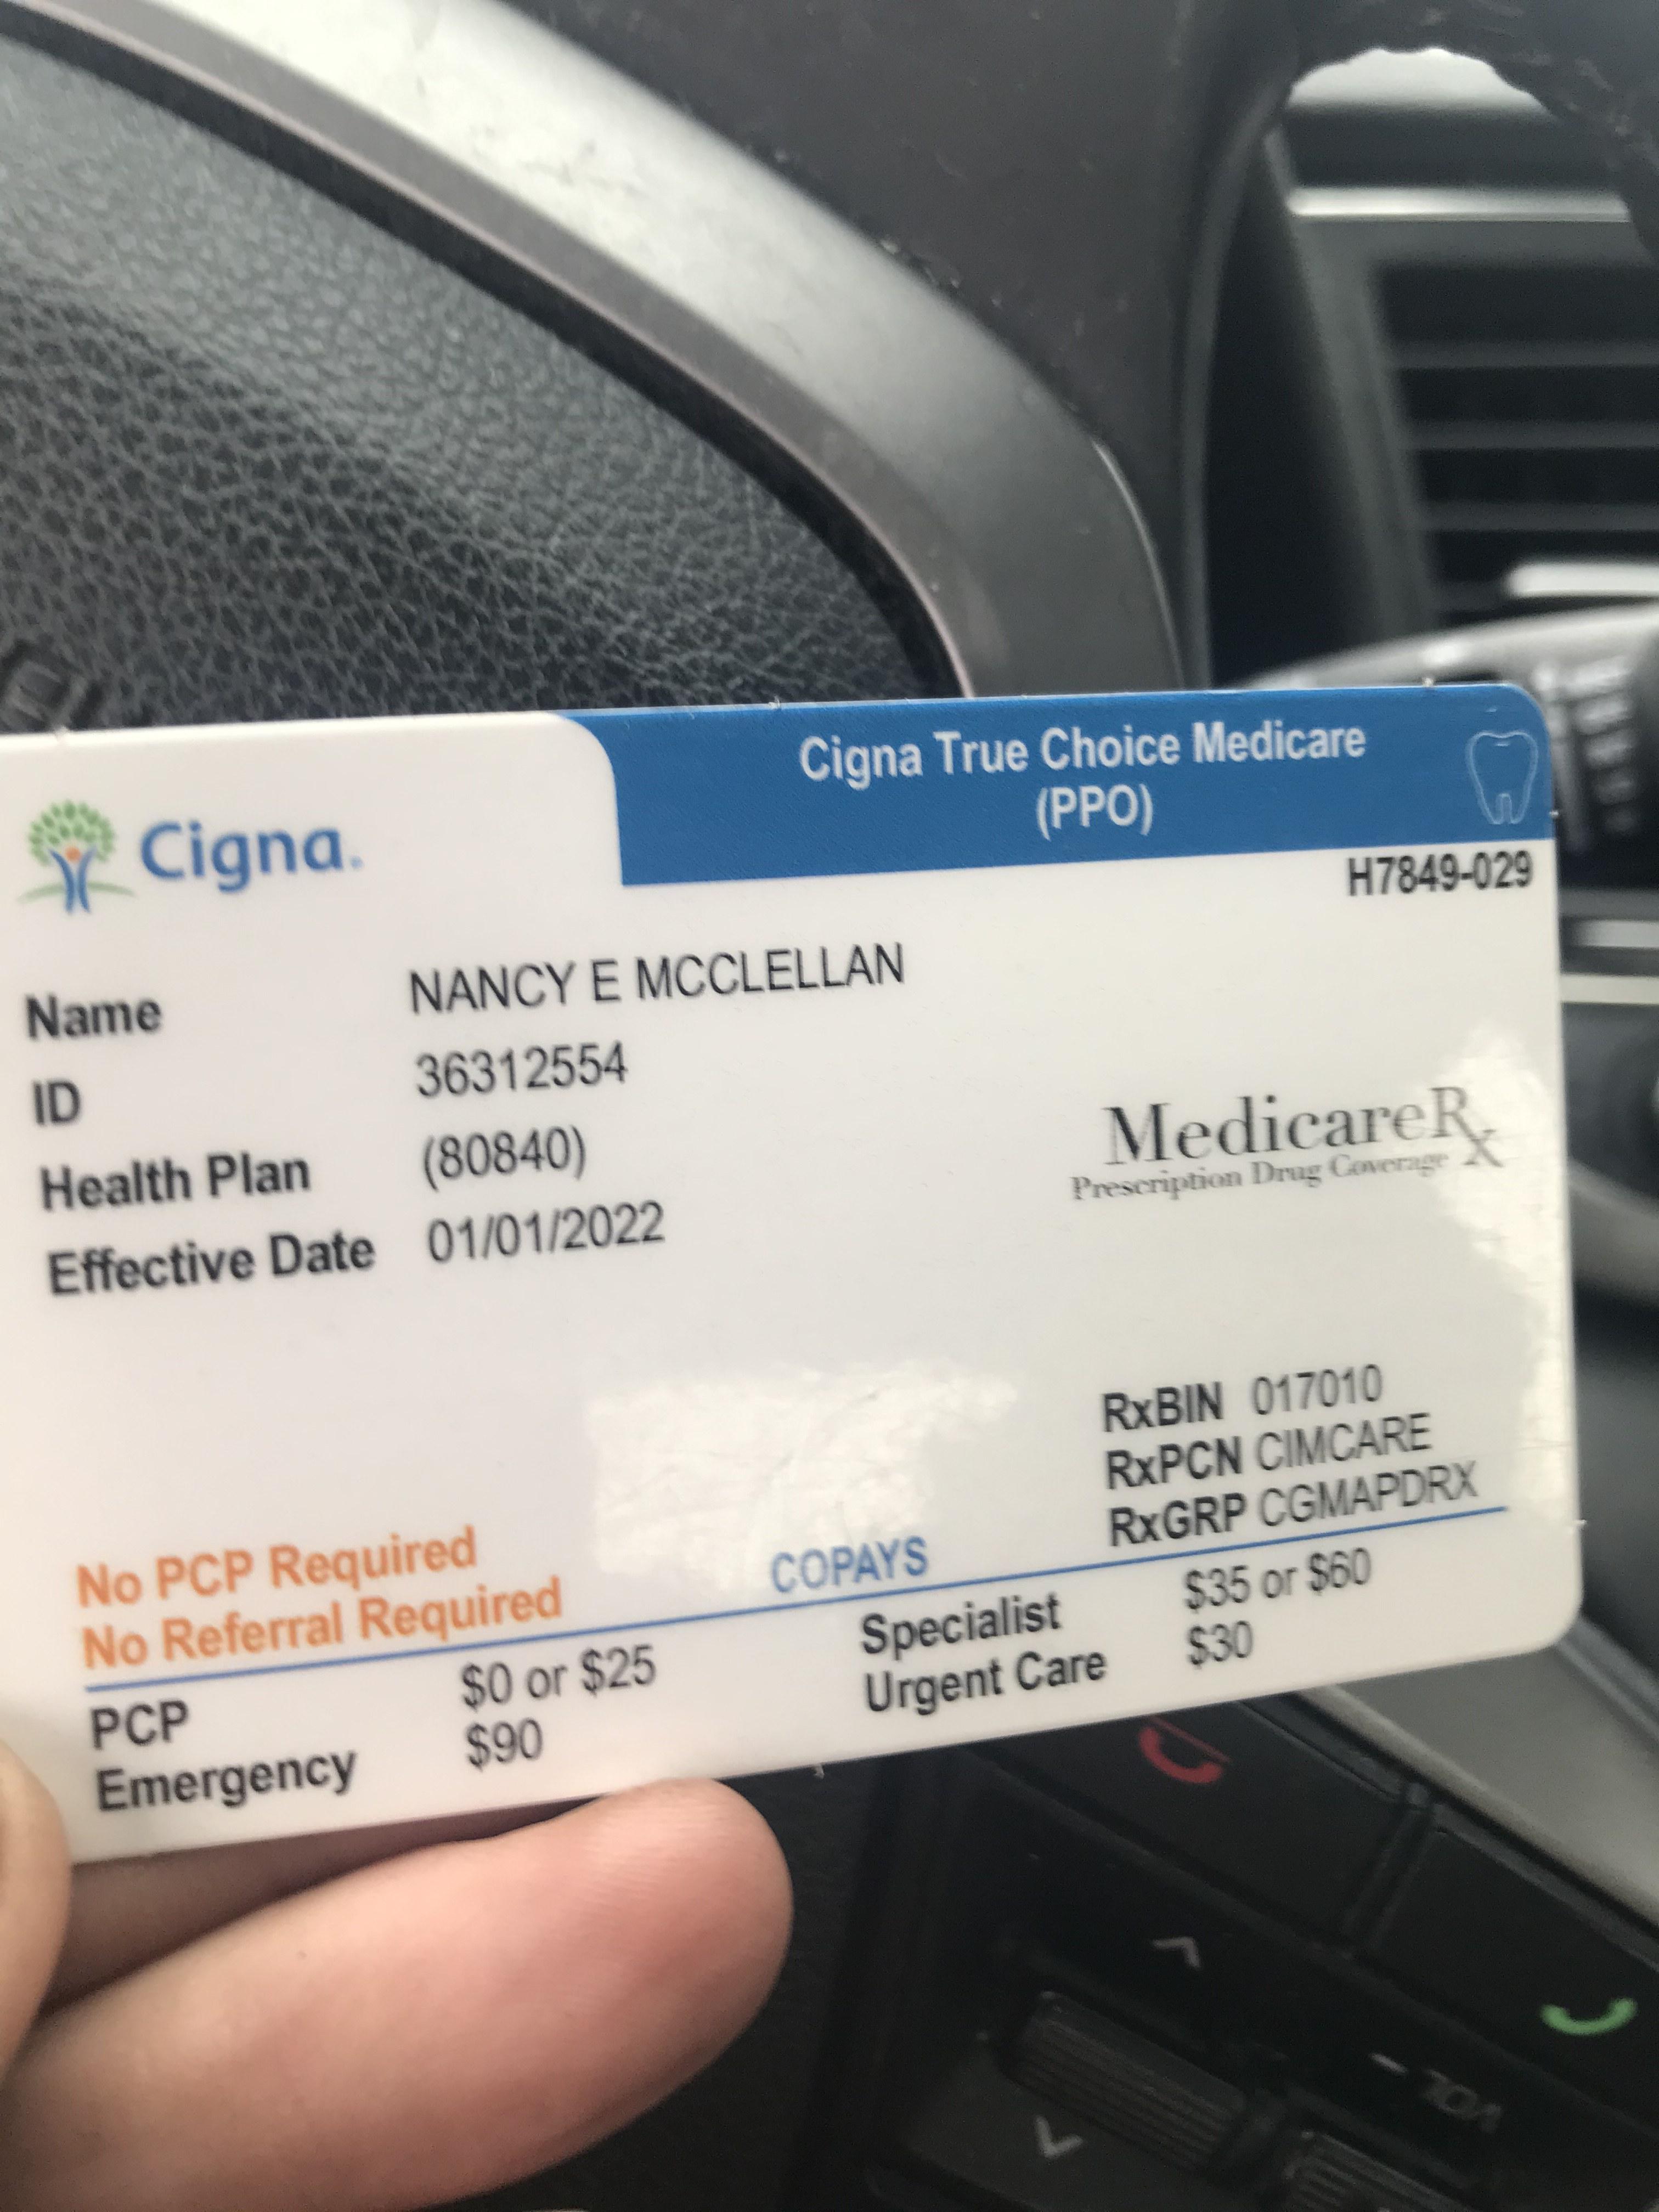 Cigna True Choice Medicare
(PPO)
Cigna.
H7849-029
Name NANCY E MCCLELLAN
ID 36312554
Health Plan (80840)
Effective Date 01/01/2022
MedicareRx
Prescription Drug Coverage
RxBIN 017010
RxPCN CIMCARE
RxGRP CGMAPDRX
No PCP Required
No Referral Required
COPAYS
PCP $0 or $25
Emergency $90
Specialist $35 or $60
Urgent Care $30
VOL -